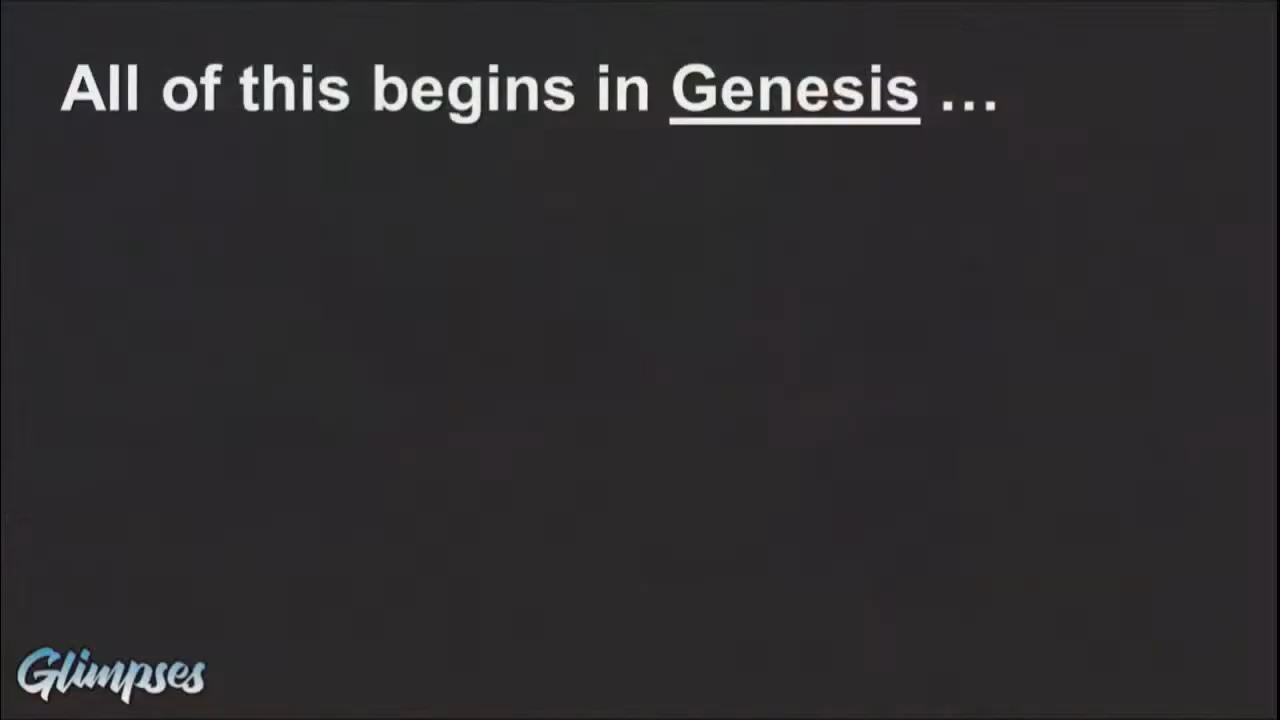 All of this begins in Genesis …
Glimpses